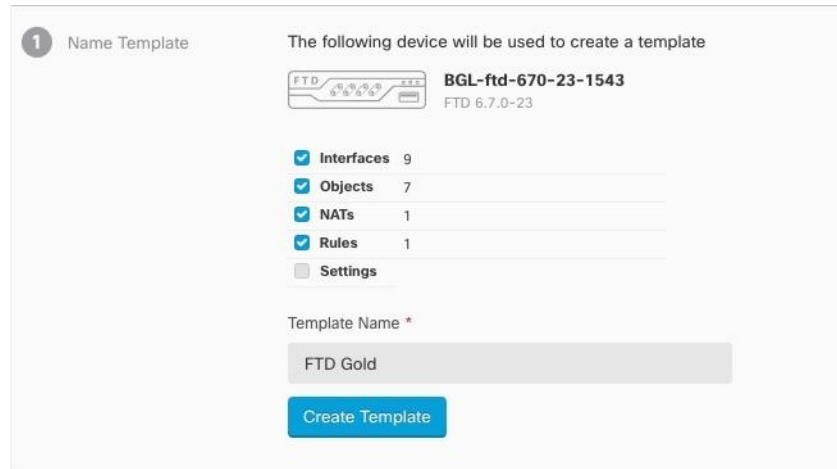 1 Name Template
The following device will be used to create a template
FTD
BGL-ftd-670-23-1543
FTD 6.7.0-23
Interfaces 9
Objects 7
NATs 1
Rules 1
Settings
Template Name *
FTD Gold
Create Template